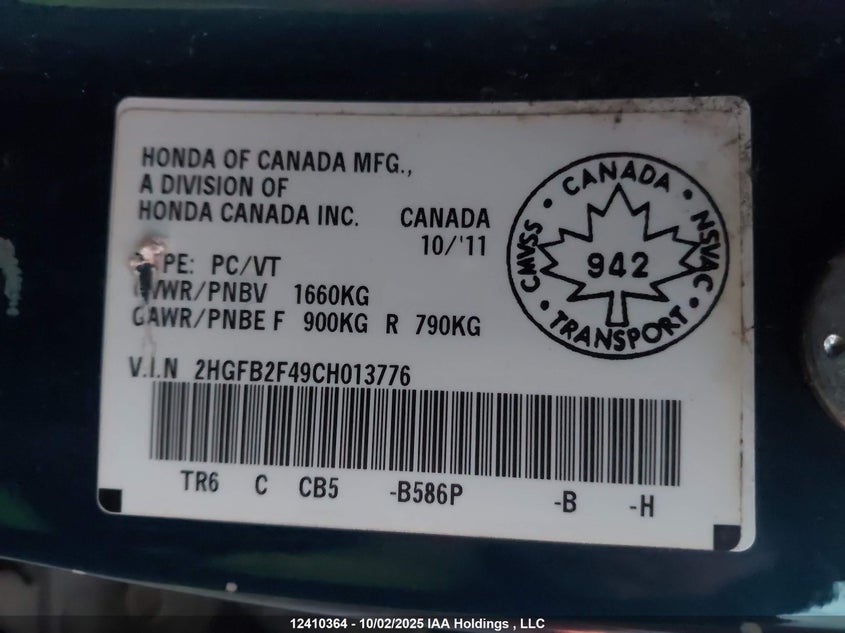 HONDA OF CANADA MFG.,
A DIVISION OF
HONDA CANADA INC. CANADA
10/'11
PE: PC/VT
VWR/PNBV 1660KG
GAWR/PNBE F 900KG R 790KG
V.I.N 2HGFB2F49CH013776
TR6 C CB5 -B586P -B -H
CANADA
CMVSS
942
NSVAC
TRANSPORT
12410364 - 10/02/2025 IAA Holdings , LLC